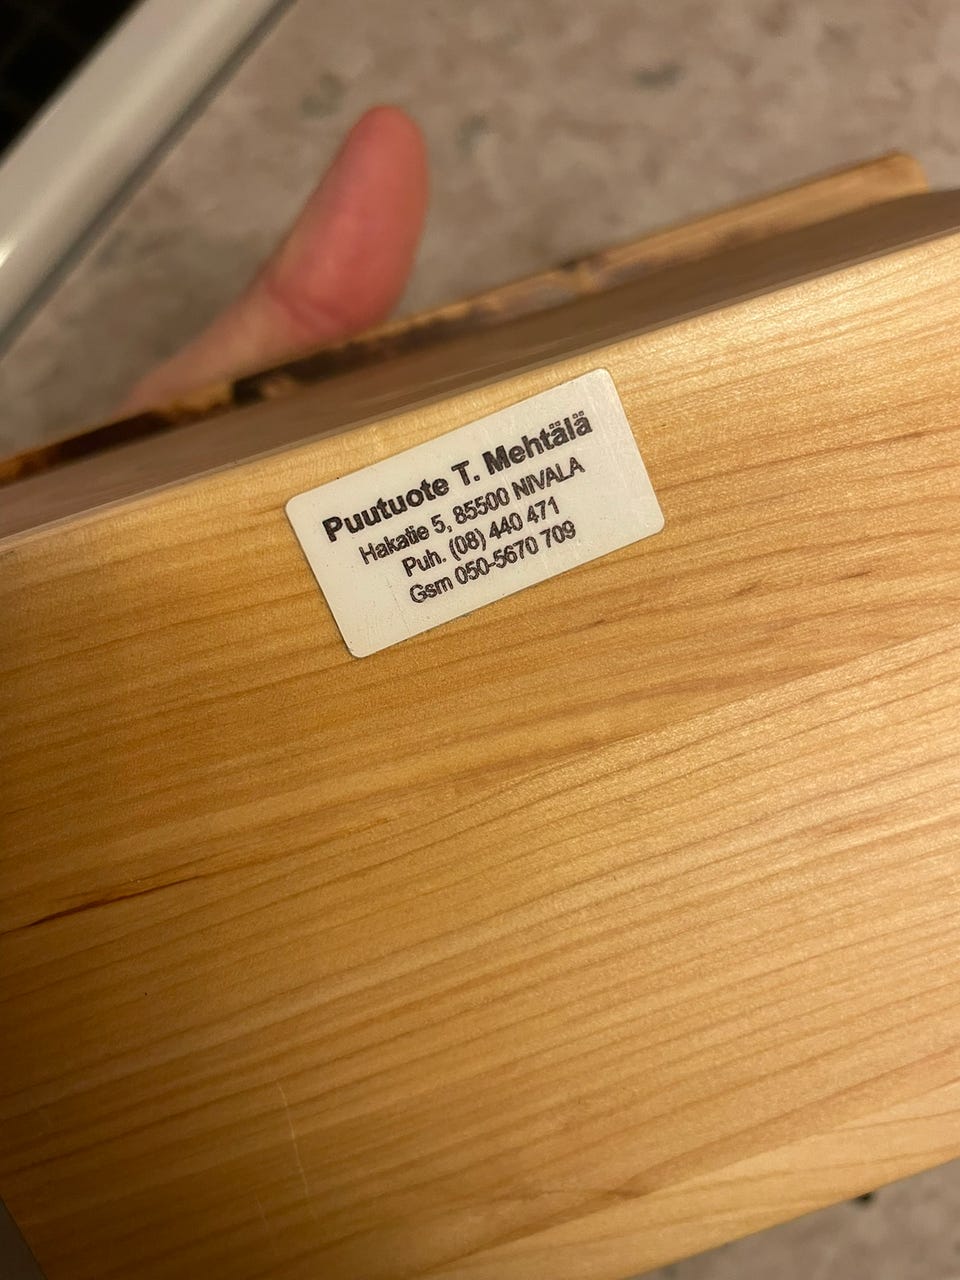 Puutuote T. Mehtälä
Hakatie 5, 85500 NIVALA
Puh. (08) 440 471
Gsm 050-5670 709